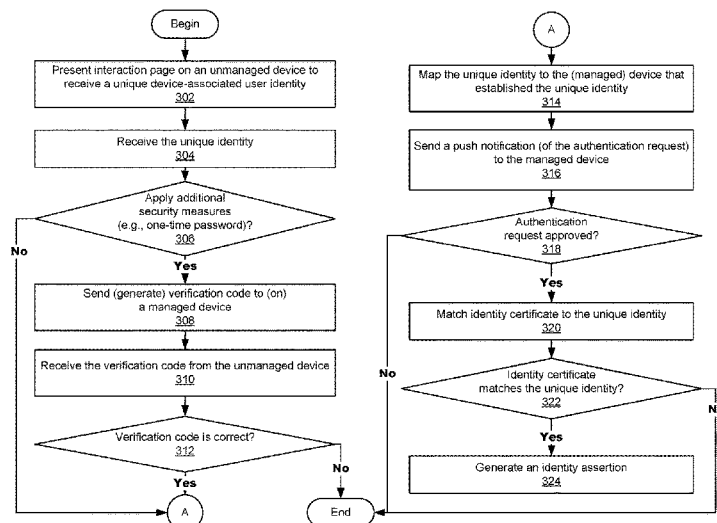 Begin
Present interaction page on an unmanaged device to
receive a unique device-associated user identity
302
Receive the unique identity
304
Apply additional
security measures
(e.g., one-time password)?
306
No
Yes
Send (generate) verification code to (on)
a managed device
308
Receive the verification code from the unmanaged device
310
Verification code is correct?
312
No
Yes
A
End
A
Map the unique identity to the (managed) device that
established the unique identity
314
Send a push notification (of the authentication request)
to the managed device
316
Authentication
request approved?
318
Yes
Match identity certificate to the unique identity
320
No
Identity certificate
matches the unique identity?
322
N
Yes
Generate an identity assertion
324